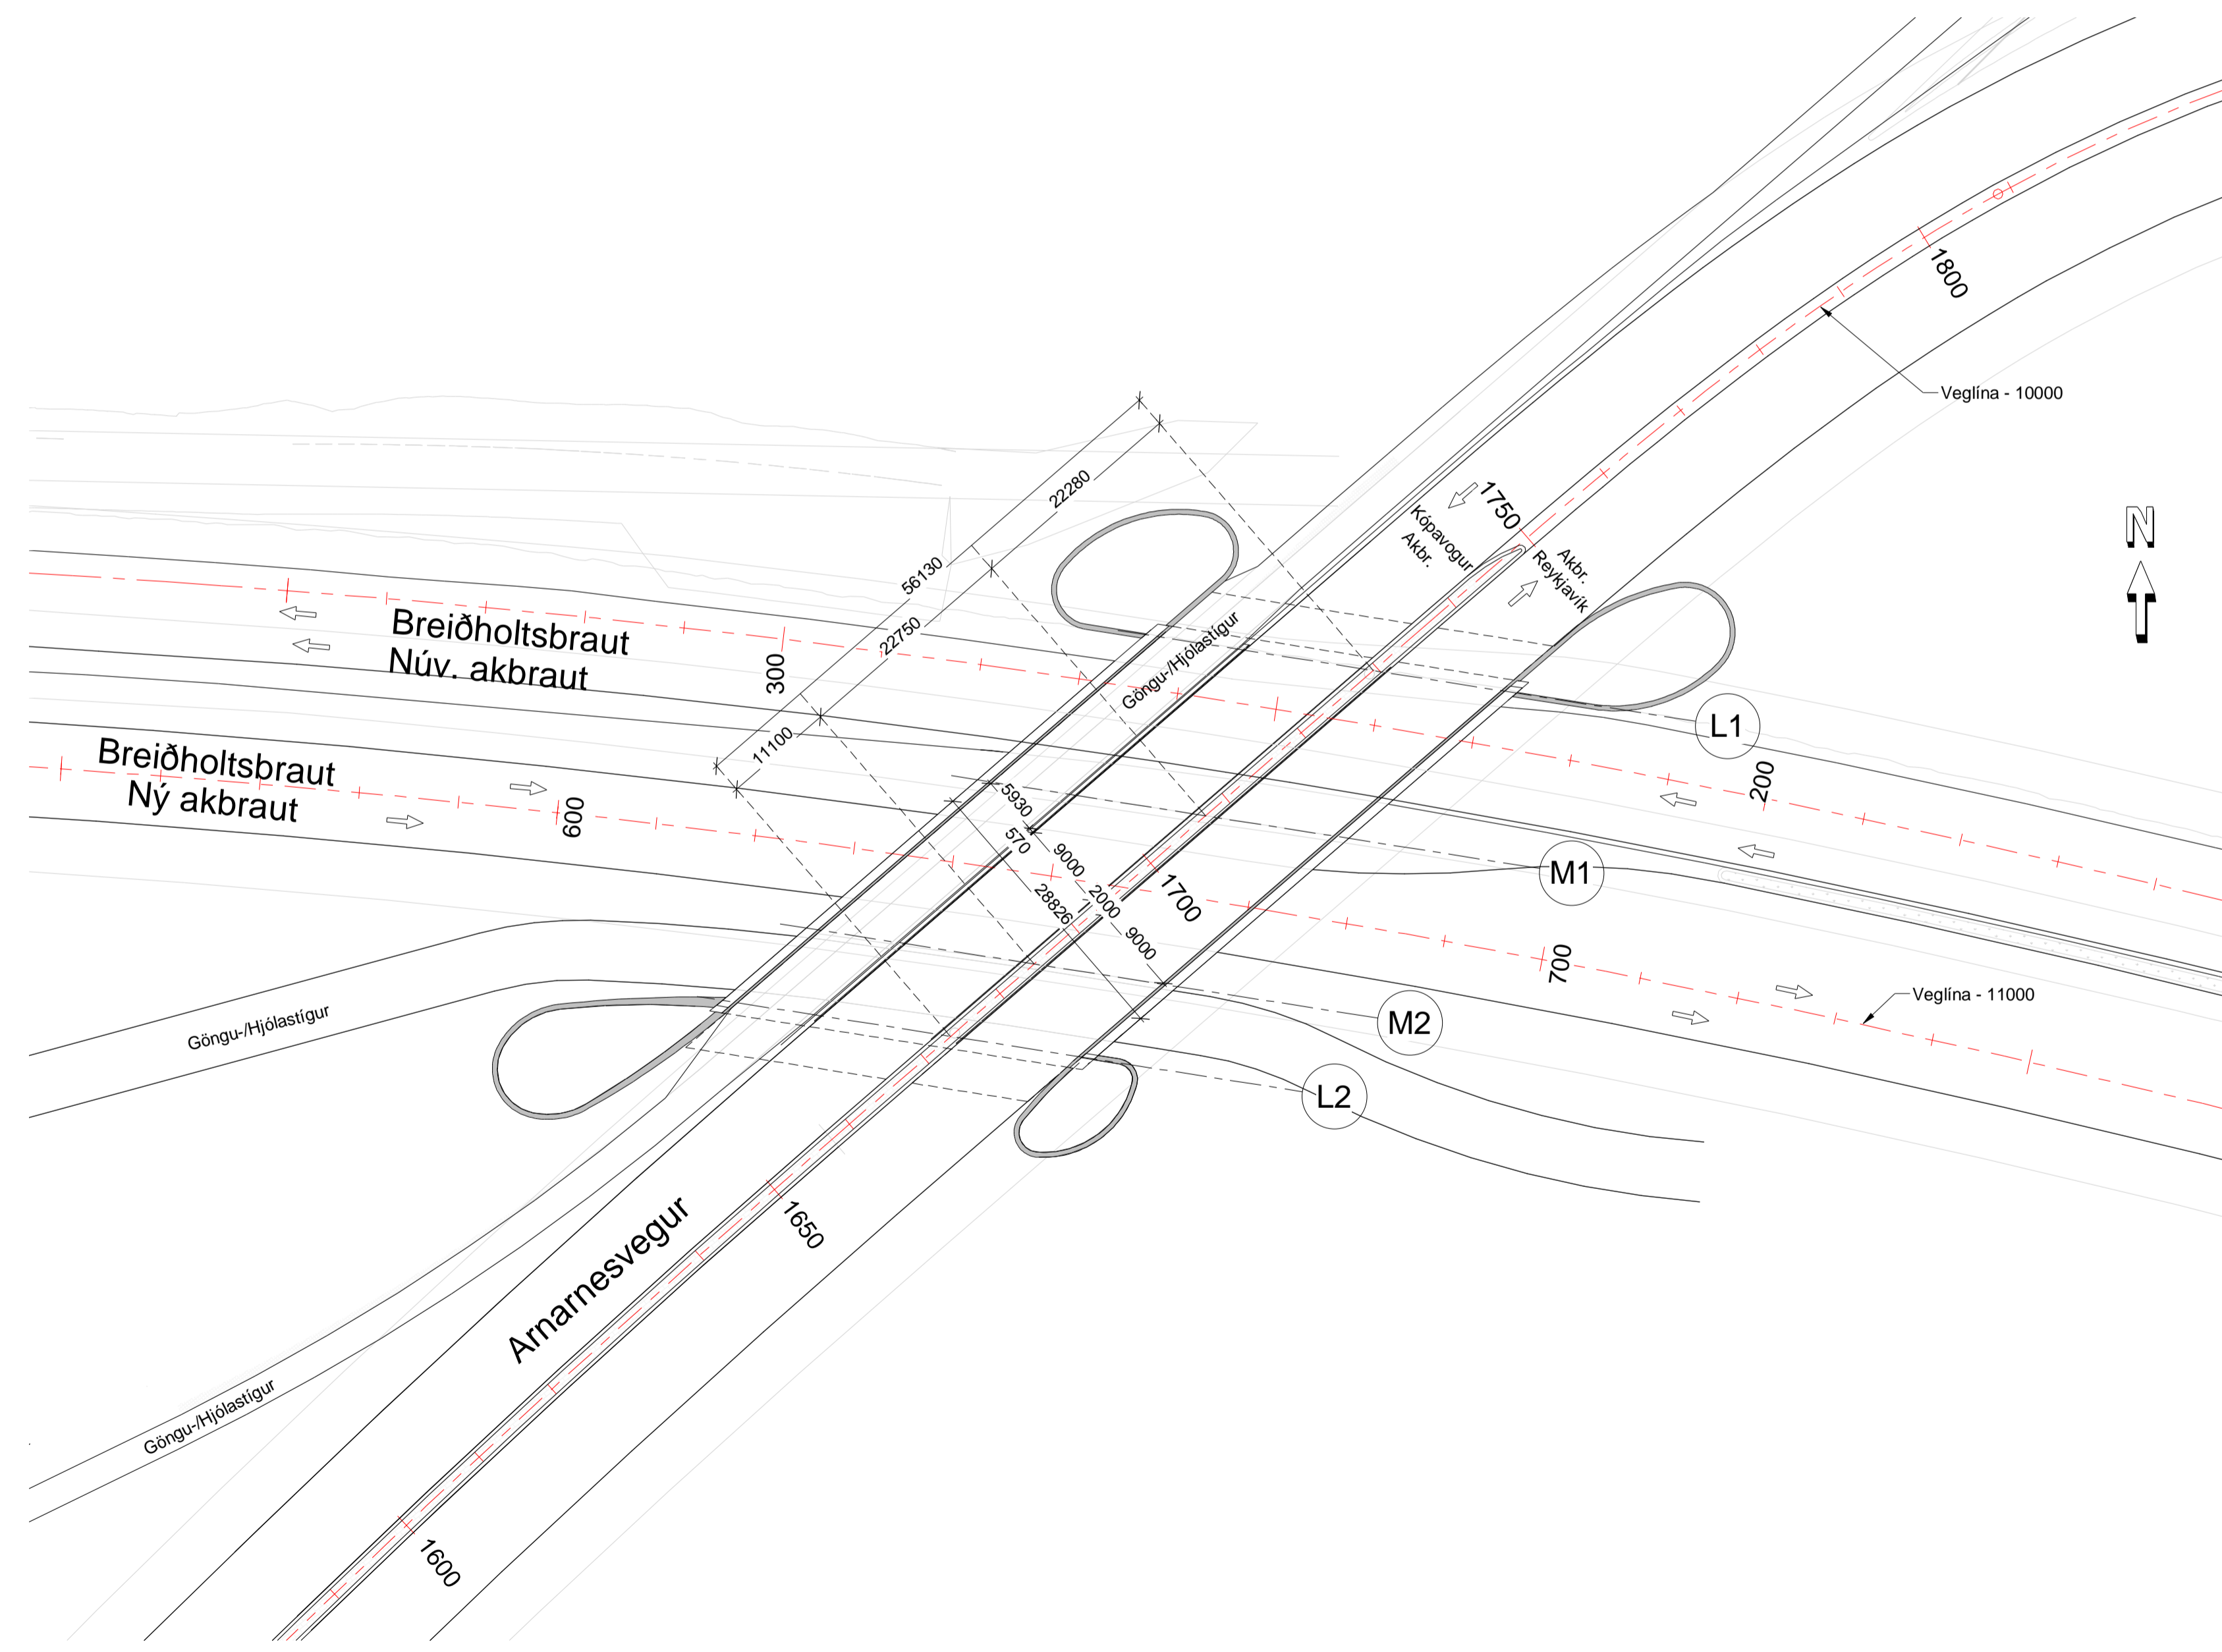 1800
Veglína - 10000
N
22280
56130
22750
11100
1750
Kópavogur
Akbr.
Akbr.
Reykjavík
Göngu-/Hjólastígur
Breiðholtsbraut
Núv. akbraut
300
L1
200
Breiðholtsbraut
Ný akbraut
600
5930
570
9000
2000
9000
28826
1700
M1
700
Veglína - 11000
M2
L2
Göngu-/Hjólastígur
1650
Arnarnesvegur
Göngu-/Hjólastígur
1600